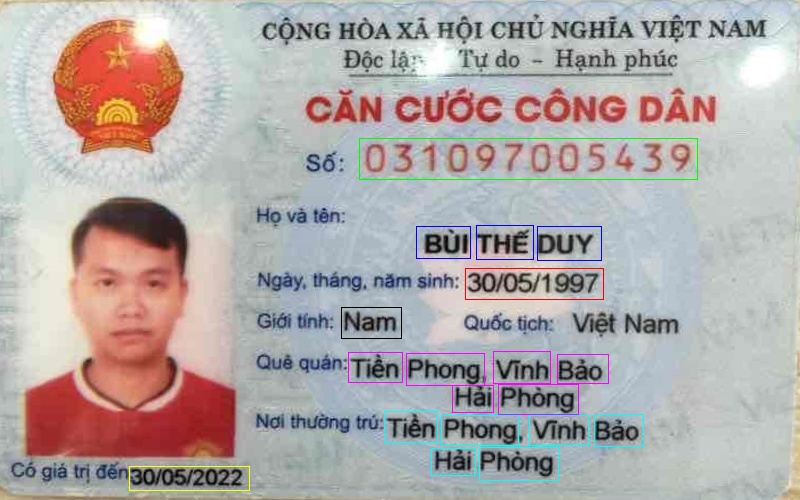 CỘNG HÒA XÃ HỘI CHỦ NGHĨA VIỆT NAM
Độc lập Tự do - Hạnh phúc
CĂN CƯỚC CÔNG DÂN
Số: 031097005439
Họ và tên:
BÙI THẾ DUY
Ngày, tháng, năm sinh: 30/05/1997
Giới tính: Nam Quốc tịch: Việt Nam
Quê quán: Tiền Phong, Vĩnh Bảo
Hải Phòng
Nơi thường trú: Tiền Phong, Vĩnh Bảo
Hải Phòng
Có giá trị đến 30/05/2022